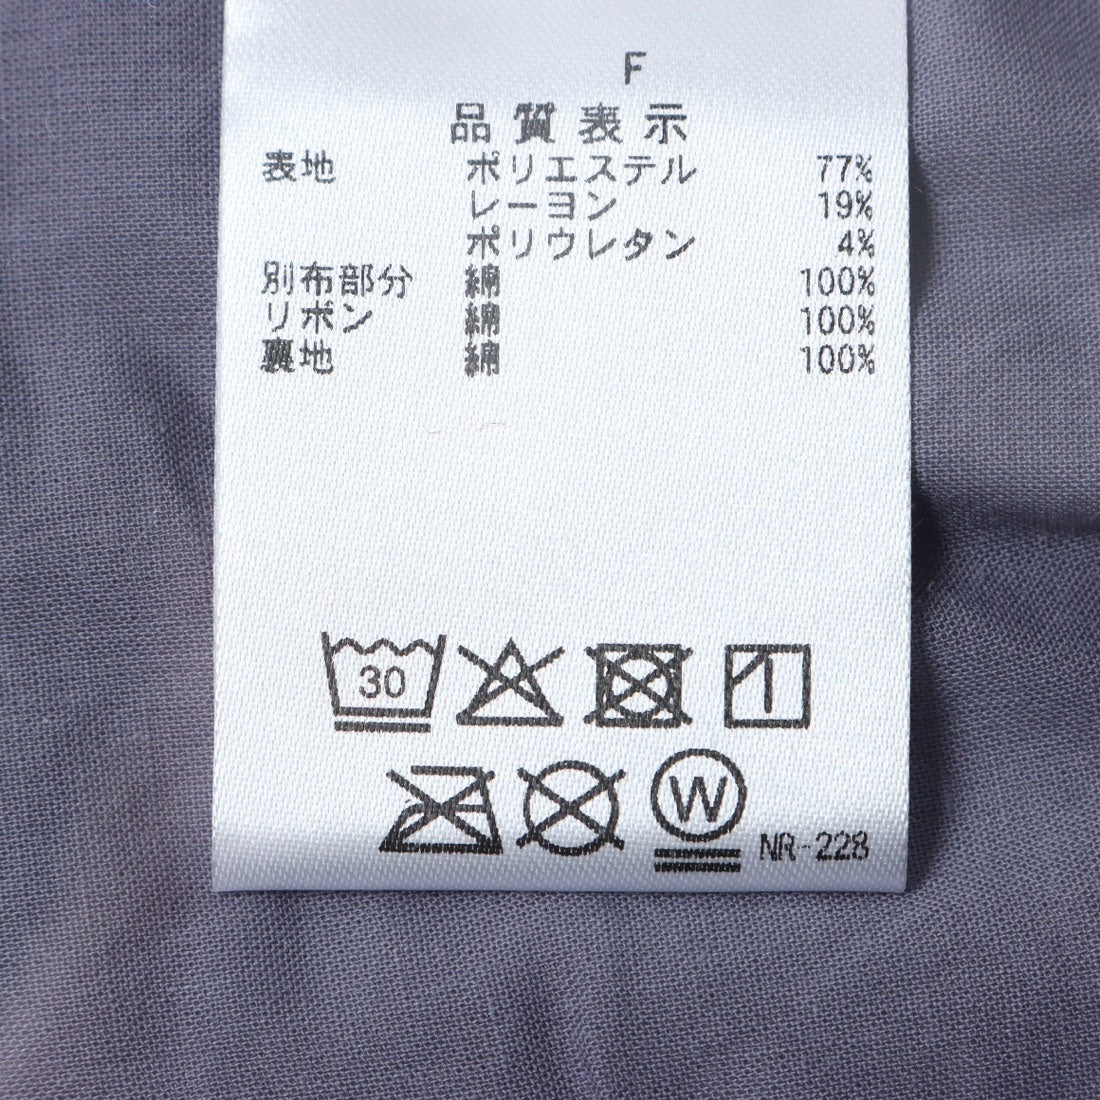 F
品質表示
表地 ポリエステル 77%
レーヨン 19%
ポリウレタン 4%
別布部分 綿 100%
リボン 綿 100%
裏地 綿 100%
30
W NR-228